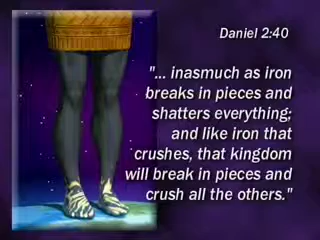 Daniel 2:40
"... inasmuch as iron
breaks in pieces and
shatters everything;
and like iron that
crushes, that kingdom
will break in pieces and
crush all the others."